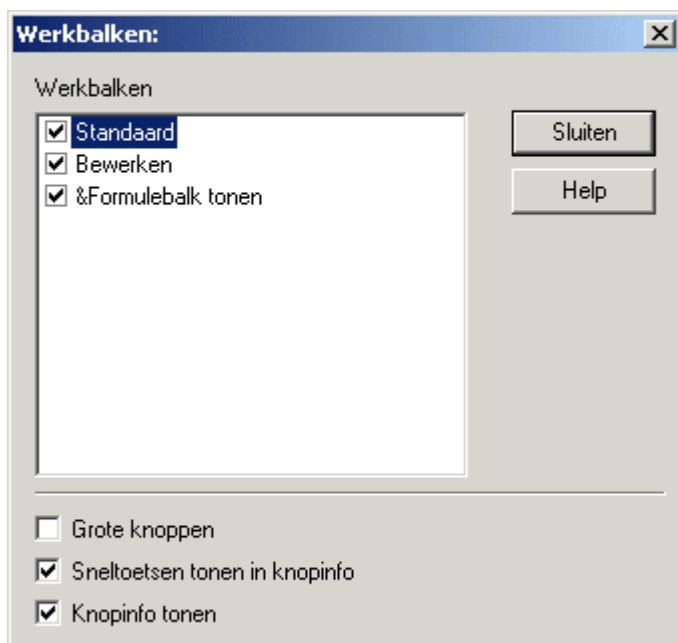 Werkbalken:
Werkbalken
Standaard
Bewerken
&Formulebalk tonen
Sluiten
Help
Grote knoppen
Sneltoetsen tonen in knopinfo
Knopinfo tonen